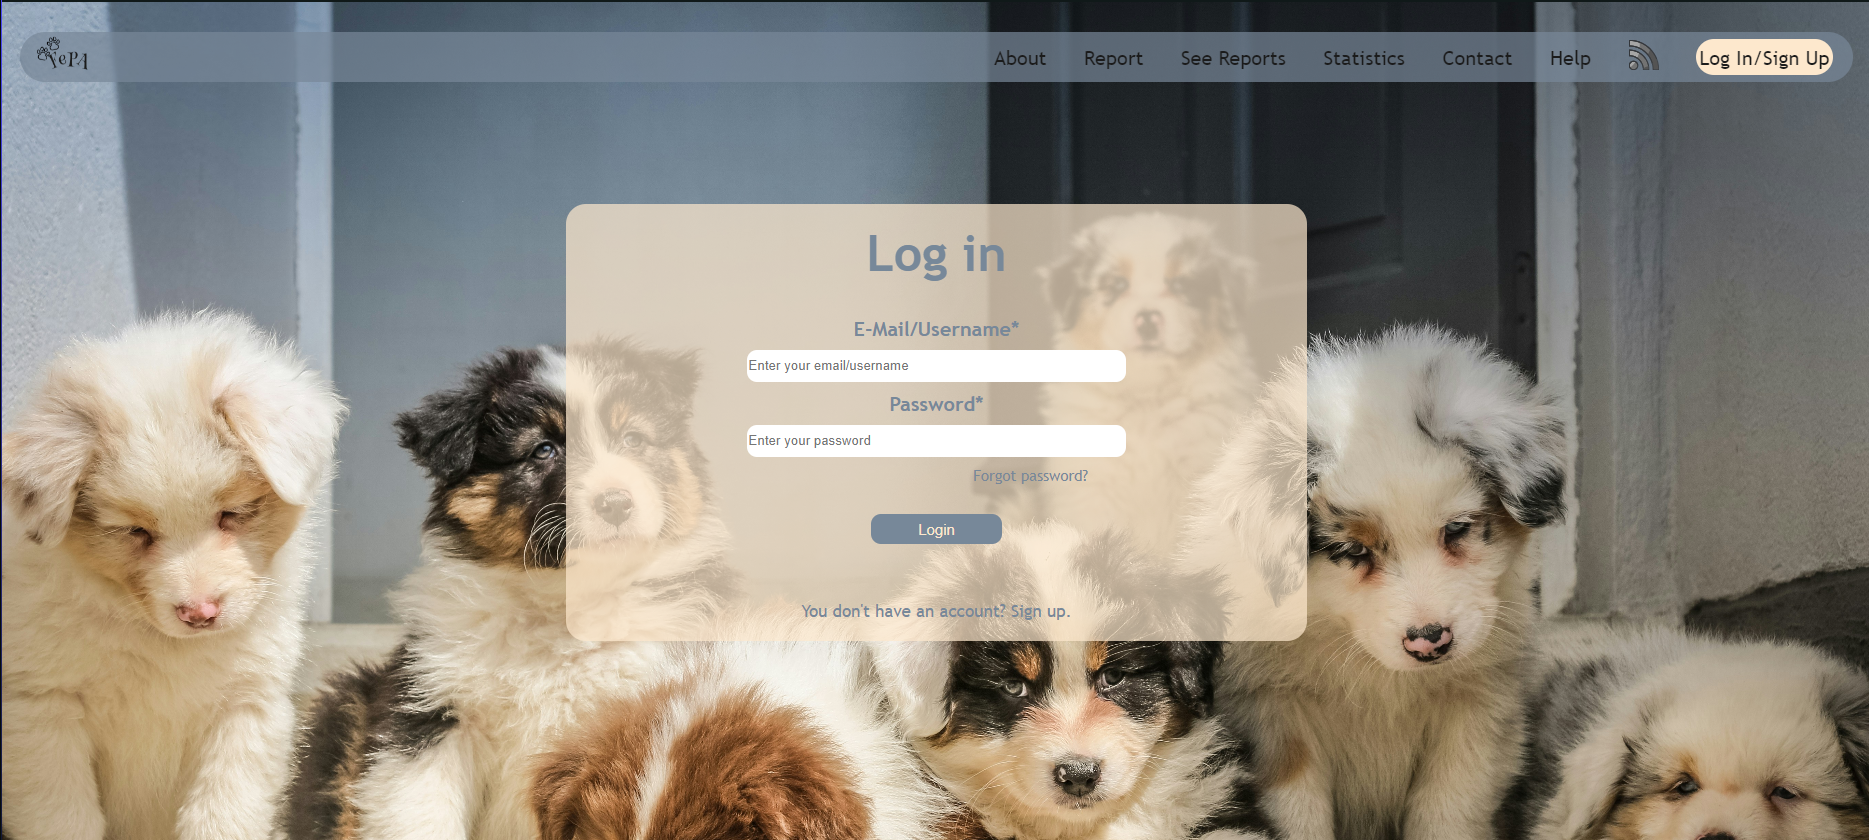 YePA
About
Report
See Reports
Statistics
Contact
Help
Log In/Sign Up
Log in
E-Mail/Username*
Enter your email/username
Password*
Enter your password
Forgot password?
Login
You don't have an account? Sign up.